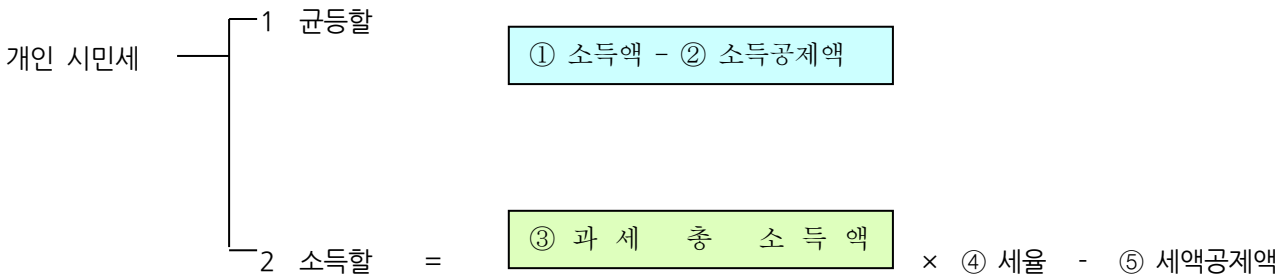 1 균등할
① 소득액 - ② 소득공제액
개인 시민세
③ 과 세 총 소 득 액
2 소득할 = × ④ 세율 - ⑤ 세액공제액